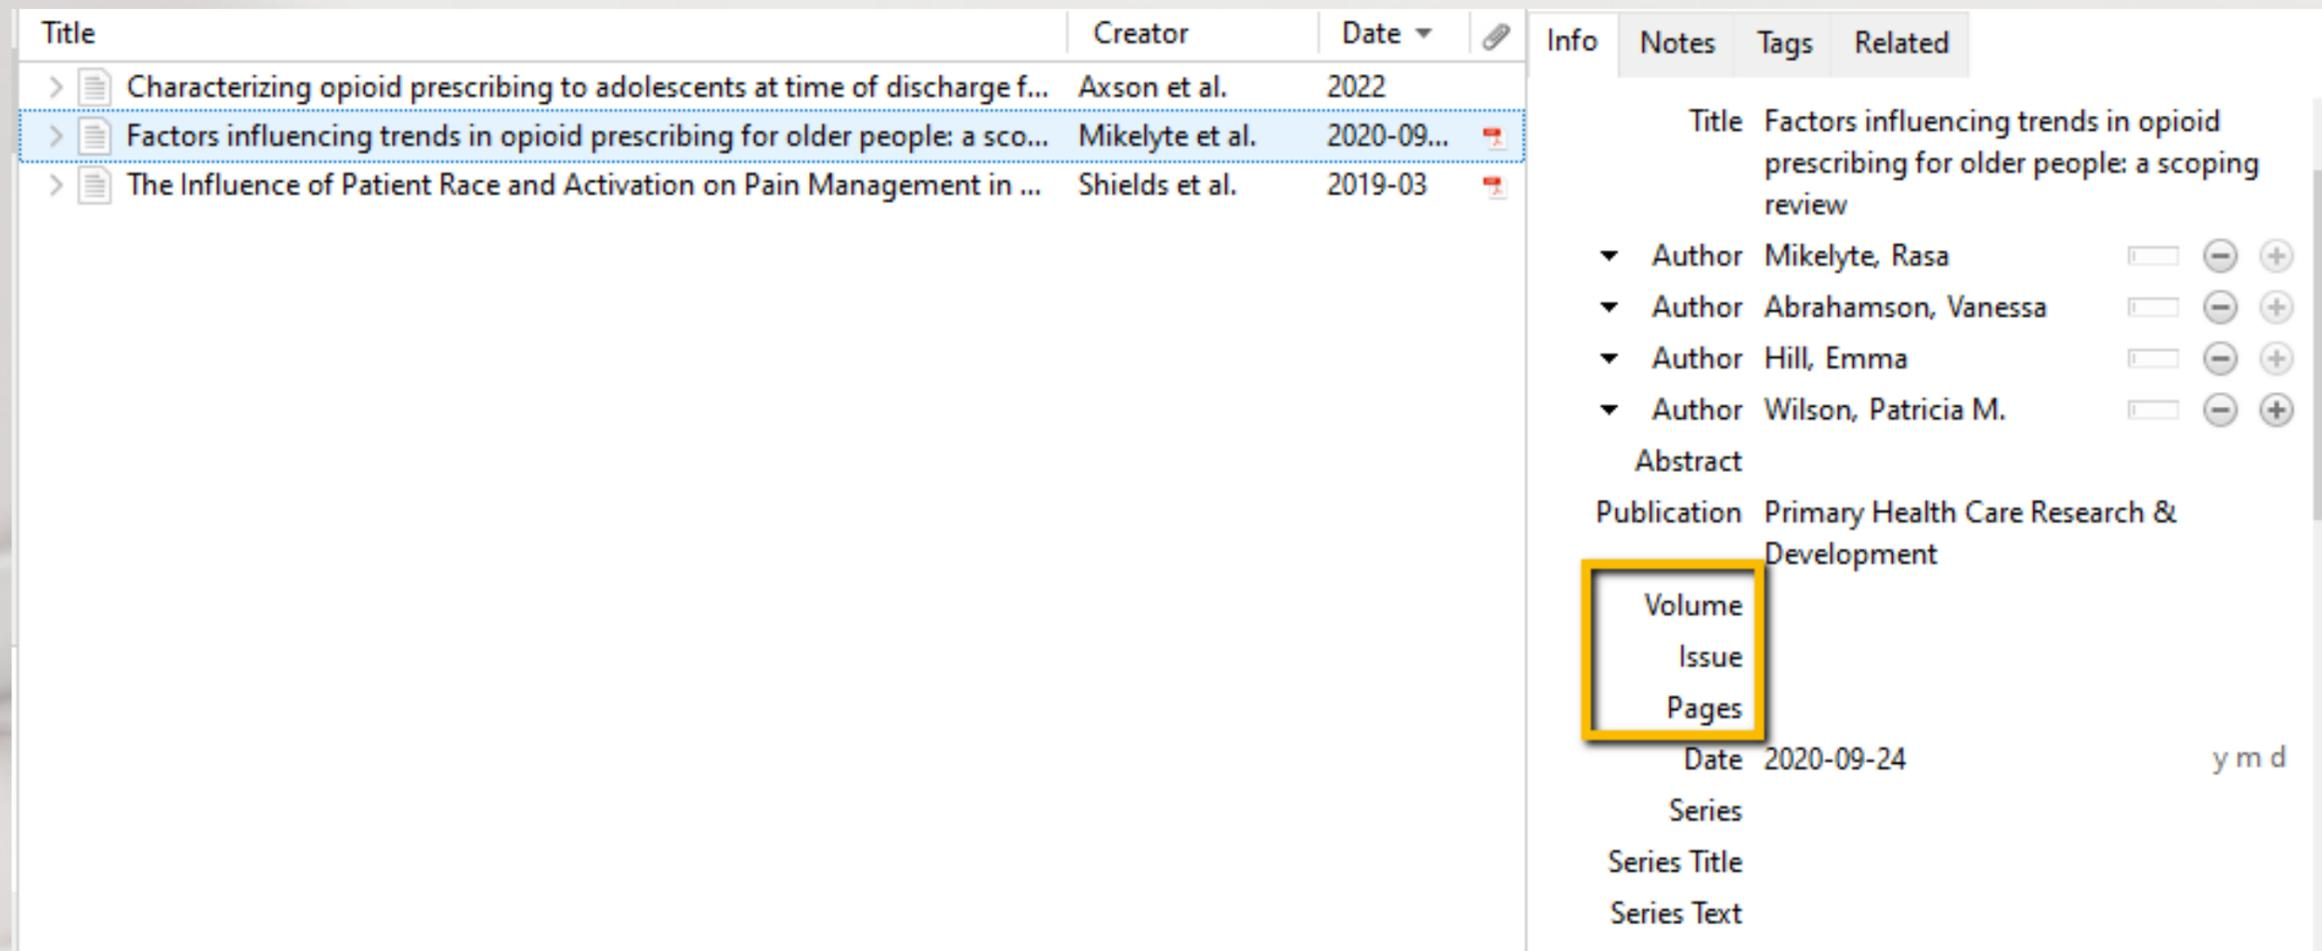 Title Creator Date
Characterizing opioid prescribing to adolescents at time of discharge f... Axson et al. 2022
Factors influencing trends in opioid prescribing for older people: a sco... Mikelyte et al. 2020-09...
The Influence of Patient Race and Activation on Pain Management in ... Shields et al. 2019-03
Info Notes Tags Related
Title Factors influencing trends in opioid
prescribing for older people: a scoping
review
Author Mikelyte, Rasa
Author Abrahamson, Vanessa
Author Hill, Emma
Author Wilson, Patricia M.
Abstract
Publication Primary Health Care Research &
Development
Volume
Issue
Pages
Date 2020-09-24 y m d
Series
Series Title
Series Text